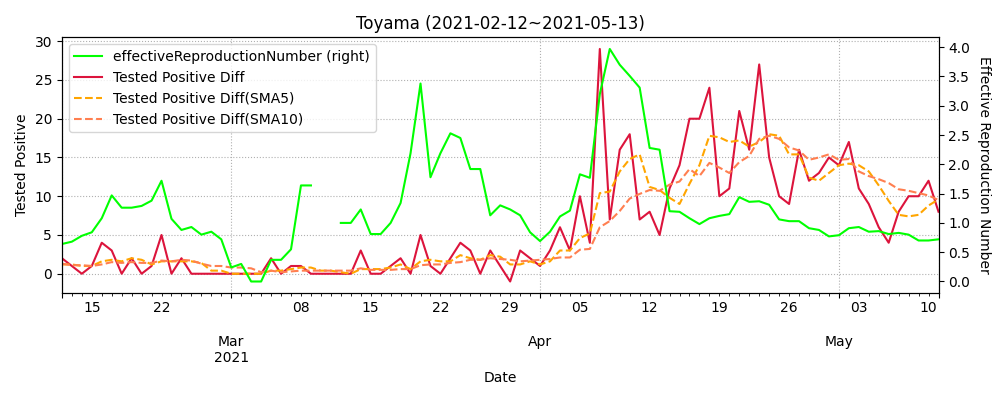 Toyama (2021-02-12~2021-05-13)
effectiveReproductionNumber (right)
Tested Positive Diff
Tested Positive Diff(SMA5)
Tested Positive Diff(SMA10)
Tested Positive
30
25
20
15
10
5
0
4.0
3.5
3.0
2.5
2.0
1.5
1.0
0.5
0.0
Effective Reproduction Number
15 22 08 15 22 29 05 12 19 26 03 10
Mar Apr May
2021
Date